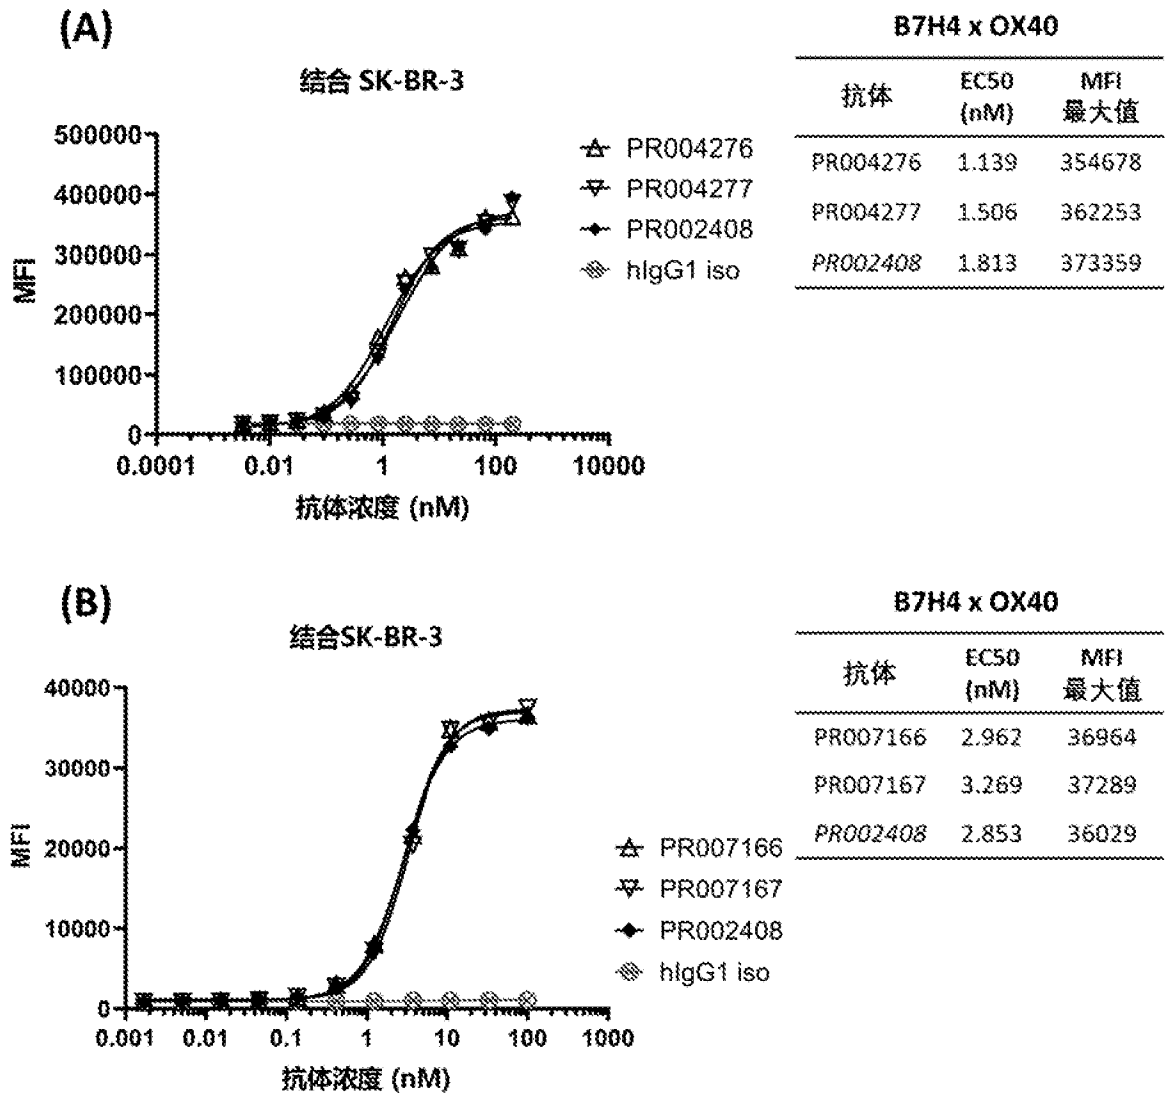 (A)
结合 SK-BR-3
MFI
500000
400000
300000
200000
100000
0
0.0001
0.01
1
100
10000
抗体浓度 (nM)
PR004276
PR004277
PR002408
hIgG1 iso
B7H4 x OX40
抗体 EC50 (nM) MFI 最大值
PR004276 1.139 354678
PR004277 1.506 362253
PR002408 1.813 373359
(B)
结合SK-BR-3
MFI
40000
30000
20000
10000
0
0.001
0.01
0.1
1
10
100
1000
抗体浓度 (nM)
PR007166
PR007167
PR002408
hIgG1 iso
B7H4 x OX40
抗体 EC50 (nM) MFI 最大值
PR007166 2.962 36964
PR007167 3.269 37289
PR002408 2.853 36029